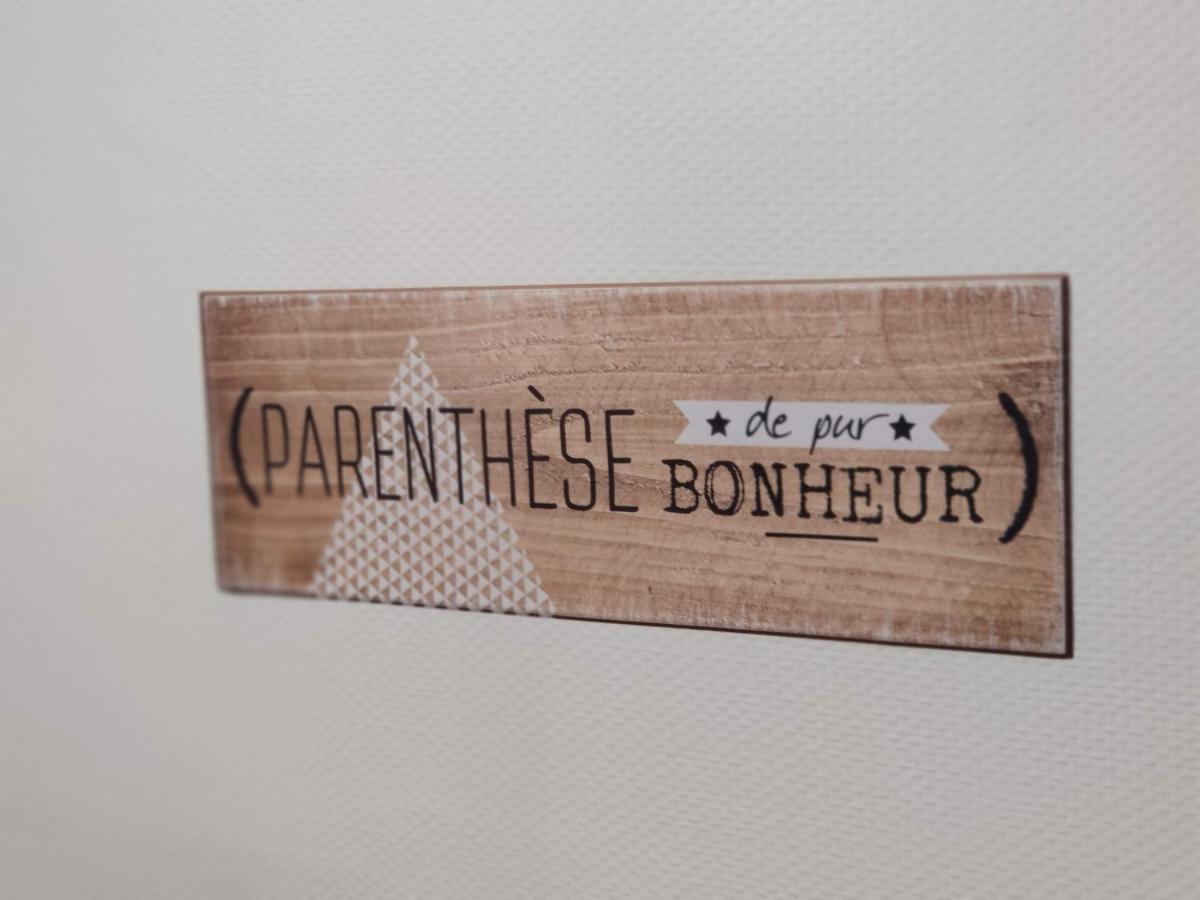 (PARENTHÈSE ★ de pur ★
BONHEUR)